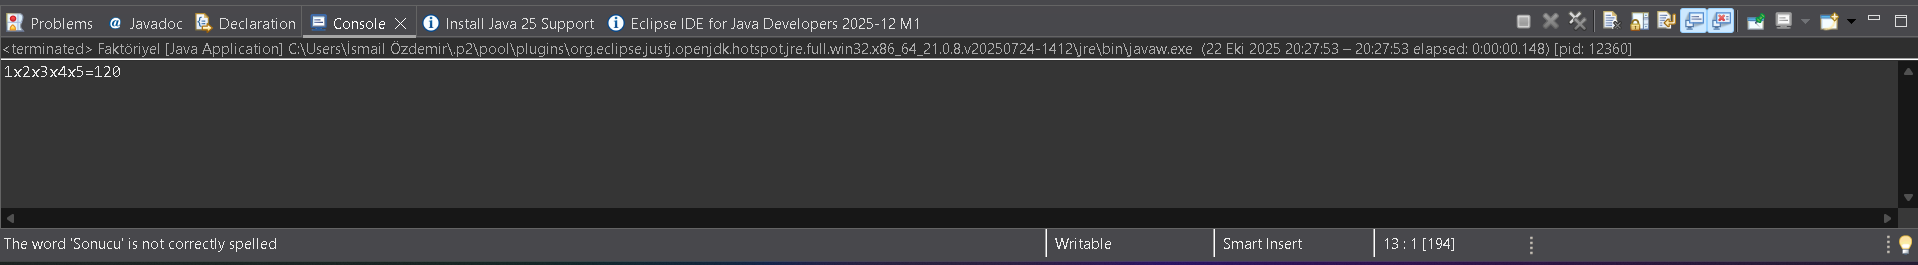 Problems @ Javadoc Declaration Console Install Java 25 Support Eclipse IDE for Java Developers 2025-12 M1
<terminated> Faktöriyel [Java Application] C:\Users\İsmail Özdemir\.p2\pool\plugins\org.eclipse.justj.openjdk.hotspot.jre.full.win32.x86_64_21.0.8.v20250724-1412\jre\bin\javaw.exe (22 Eki 2025 20:27:53 – 20:27:53 elapsed: 0:00:00.148) [pid: 12360]
1x2x3x4x5=120
The word 'Sonucu' is not correctly spelled Writable Smart Insert 13 : 1 [194]